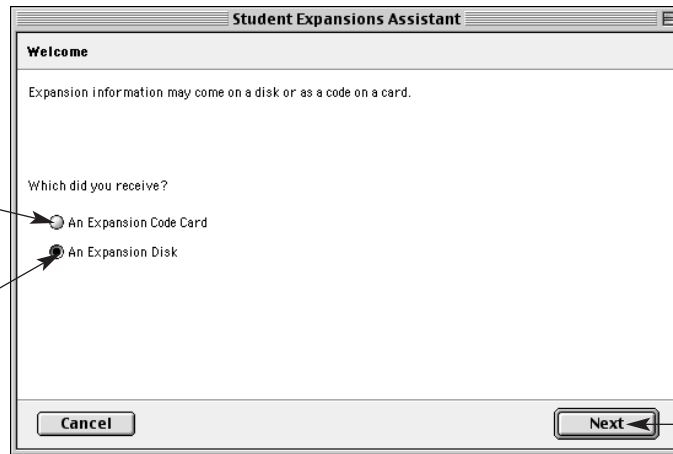 Student Expansions Assistant
Welcome
Expansion information may come on a disk or as a code on a card.
Which did you receive?
An Expansion Code Card
An Expansion Disk
Cancel
Next